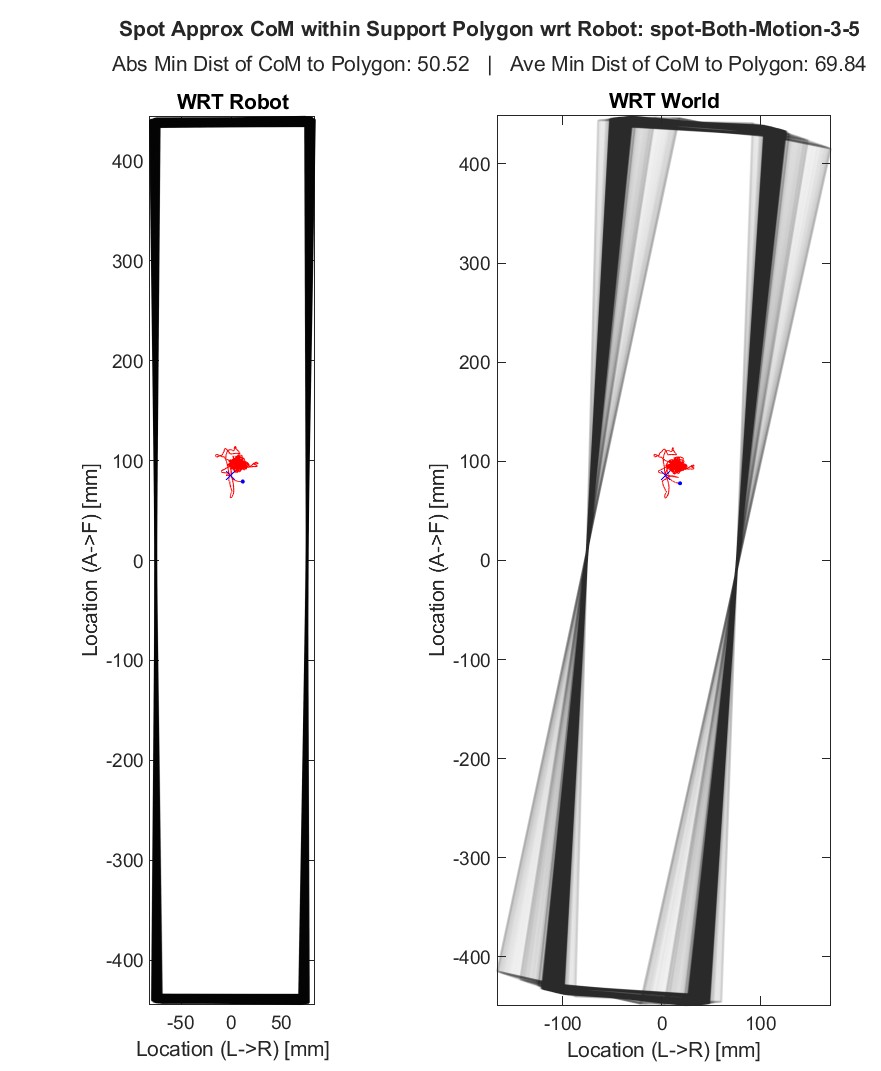 Spot Approx CoM within Support Polygon wrt Robot: spot-Both-Motion-3-5
Abs Min Dist of CoM to Polygon: 50.52 | Ave Min Dist of CoM to Polygon: 69.84
WRT Robot
400
300
200
100
0
-100
-200
-300
-400
-50 0 50
Location (A->F) [mm]
Location (L->R) [mm]
WRT World
400
300
200
100
0
-100
-200
-300
-400
-100 0 100
Location (A->F) [mm]
Location (L->R) [mm]